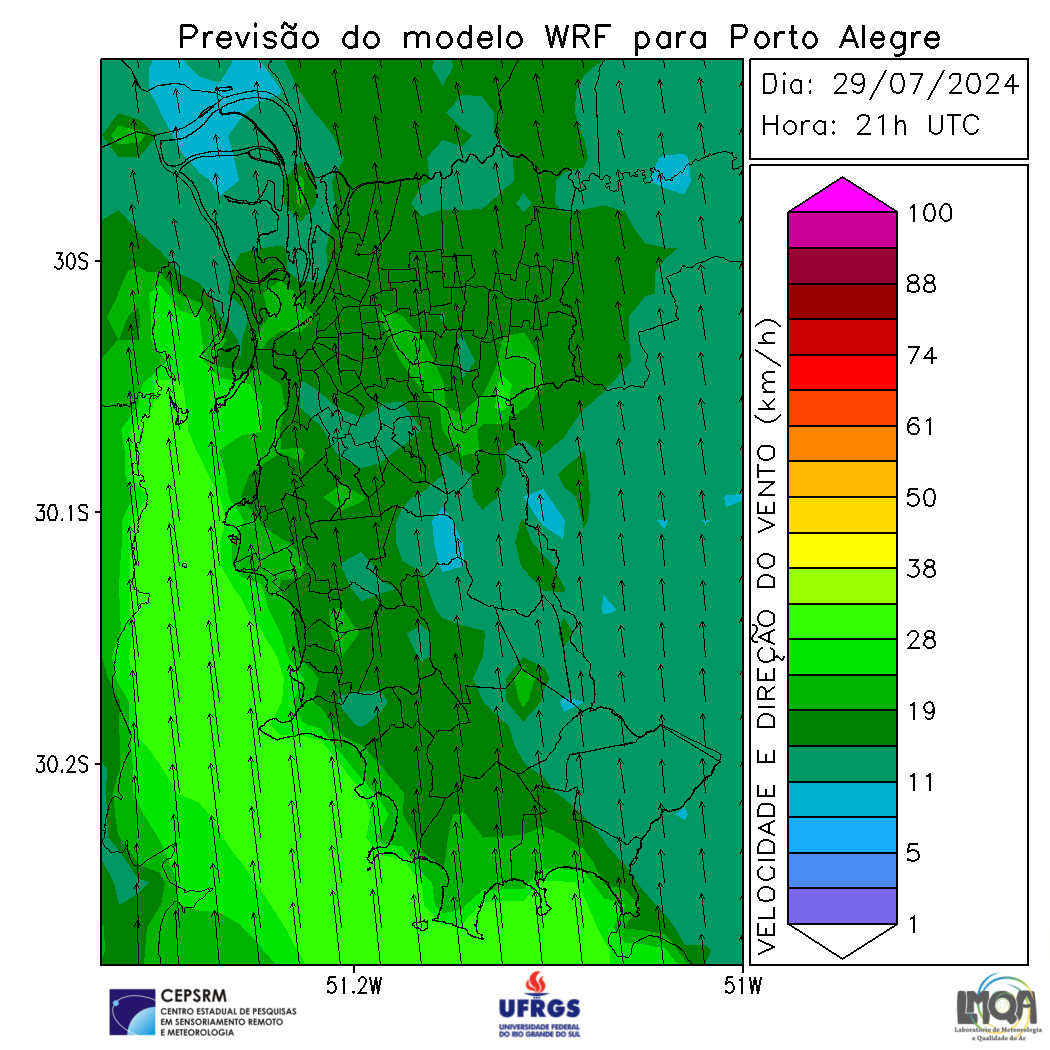 Previsão do modelo WRF para Porto Alegre
Dia: 29/07/2024
Hora: 21h UTC
30S
30.1S
30.2S
51.2W
51W
VELOCIDADE E DIREÇÃO DO VENTO (km/h)
100
88
74
61
50
38
28
19
11
5
1
CEPSRM
CENTRO ESTADUAL DE PESQUISAS
EM SENSORIAMENTO REMOTO
E METEOROLOGIA
UFRGS
UNIVERSIDADE FEDERAL
DO RIO GRANDE DO SUL
LMQA
Laboratório de Meteorologia
e Qualidade do Ar